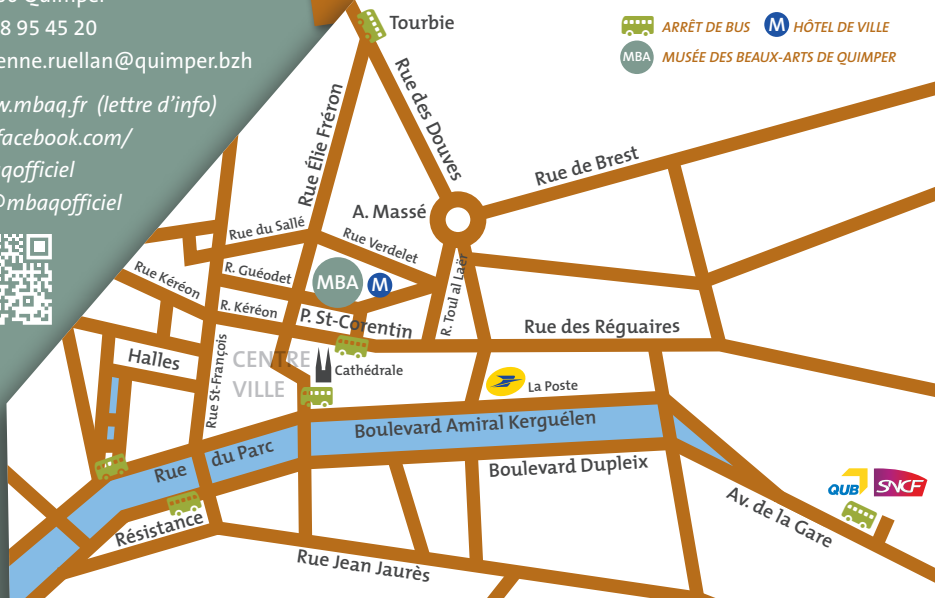 Quimper
8 95 45 20
enne.ruellan@quimper.bzh
w.mbaq.fr (lettre d’info)
facebook.com/
qofficiel
@mbaqofficiel
Tourbie
ARRÊT DE BUS
M HÔTEL DE VILLE
MBA MUSÉE DES BEAUX-ARTS DE QUIMPER
Rue des Douves
Rue Élie Fréron
Rue de Brest
A. Massé
Rue du Sallé
Rue Verdelet
R. Toul al Laër
Rue Kéréon
R. Guéodet
MBA
M
R. Kéréon
P. St-Corentin
Rue des Réguaires
Halles
Rue St-François
CENTRE
VILLE
Cathédrale
La Poste
Boulevard Amiral Kerguélen
Rue du Parc
Boulevard Dupleix
QUB
SNCF
Av. de la Gare
Résistance
Rue Jean Jaurès